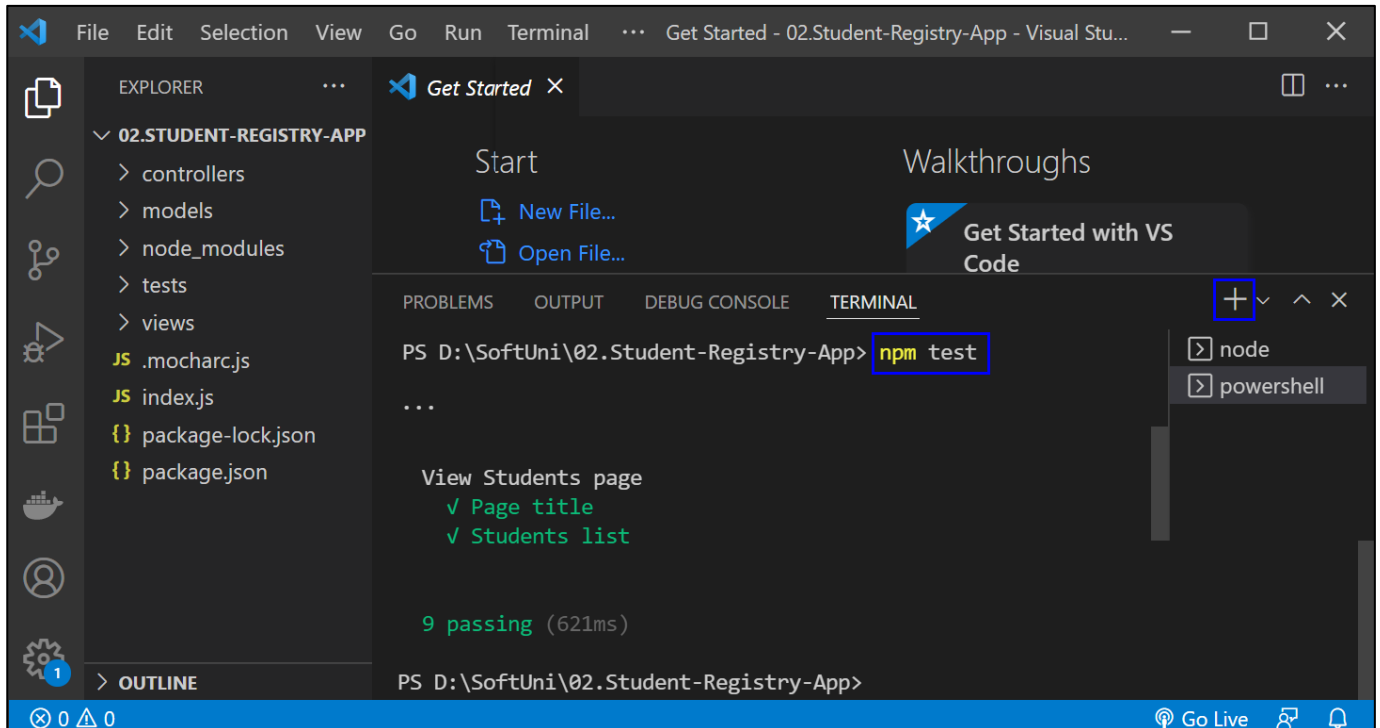 File Edit Selection View Go Run Terminal ··· Get Started - 02.Student-Registry-App - Visual Stu...
EXPLORER ···
Get Started
02.STUDENT-REGISTRY-APP
controllers
models
node_modules
tests
views
JS .mocharc.js
JS index.js
{} package-lock.json
{} package.json
OUTLINE
Start
New File...
Open File...
Walkthroughs
Get Started with VS
Code
PROBLEMS OUTPUT DEBUG CONSOLE TERMINAL
PS D:\SoftUni\02.Student-Registry-App> npm test
...
View Students page
√ Page title
√ Students list
9 passing (621ms)
PS D:\SoftUni\02.Student-Registry-App>
node
powershell
1
0 0
Go Live